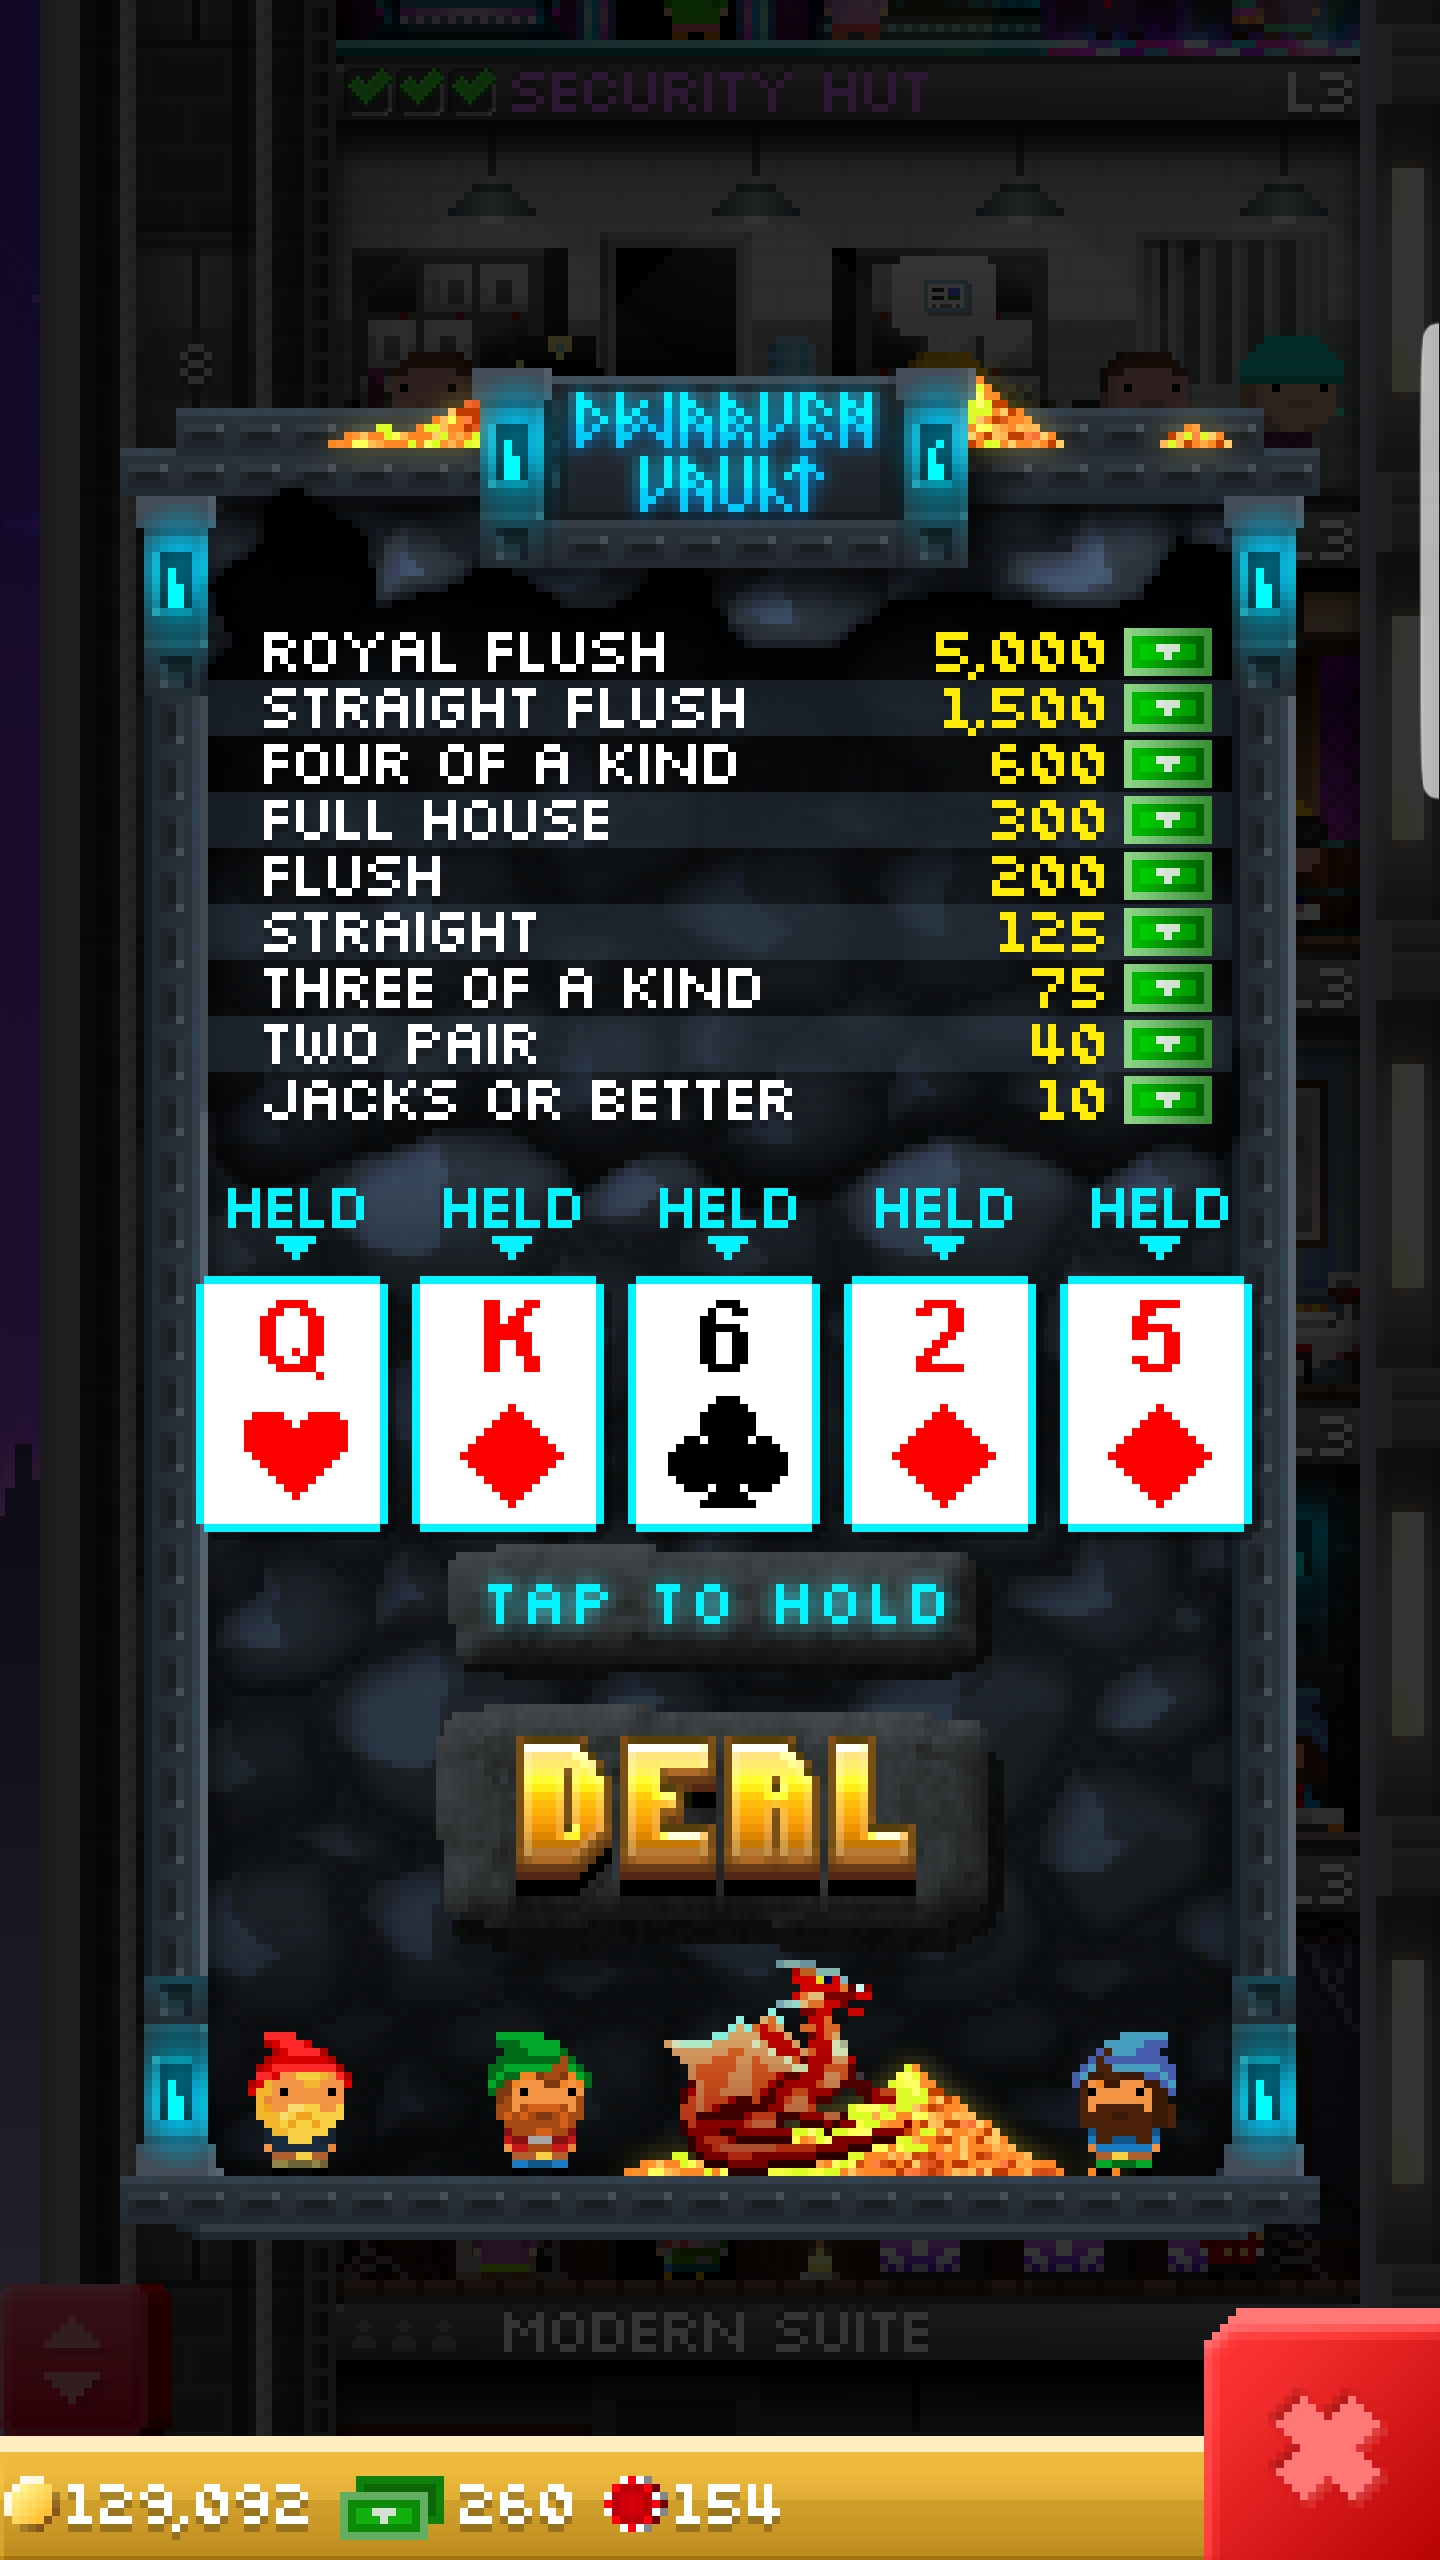 SECURITY HUT L3
8
DWARVEN
VAULT
ROYAL FLUSH 5,000
STRAIGHT FLUSH 1,500
FOUR OF A KIND 600
FULL HOUSE 300
FLUSH 200
STRAIGHT 125
THREE OF A KIND 75
TWO PAIR 40
JACKS OR BETTER 10
HELD HELD HELD HELD HELD
Q K 6 2 5
TAP TO HOLD
DEAL
MODERN SUITE
129,092 260 154